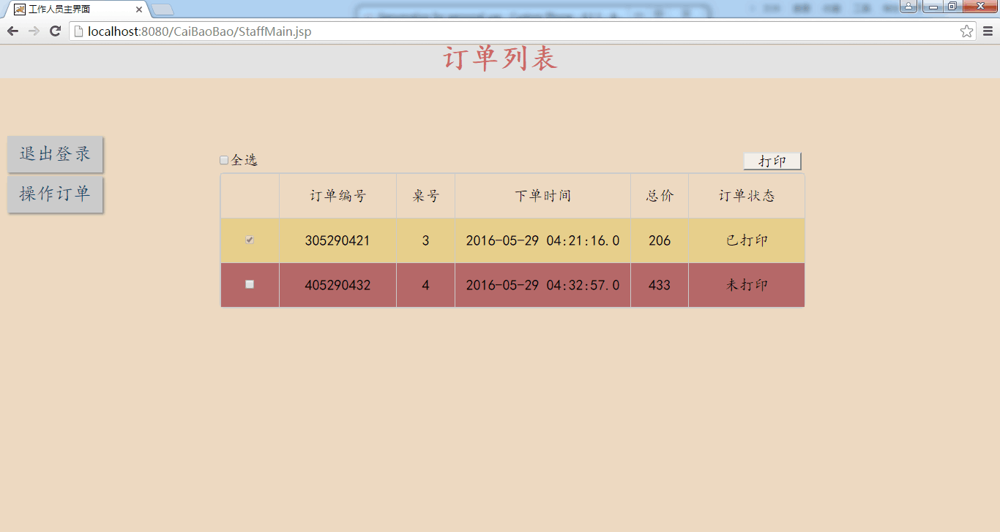 工作人员主界面
localhost:8080/CaiBaoBao/StaffMain.jsp
订单列表
退出登录
操作订单
全选 打印
订单编号 桌号 下单时间 总价 订单状态
305290421 3 2016-05-29 04:21:16.0 206 已打印
405290432 4 2016-05-29 04:32:57.0 433 未打印